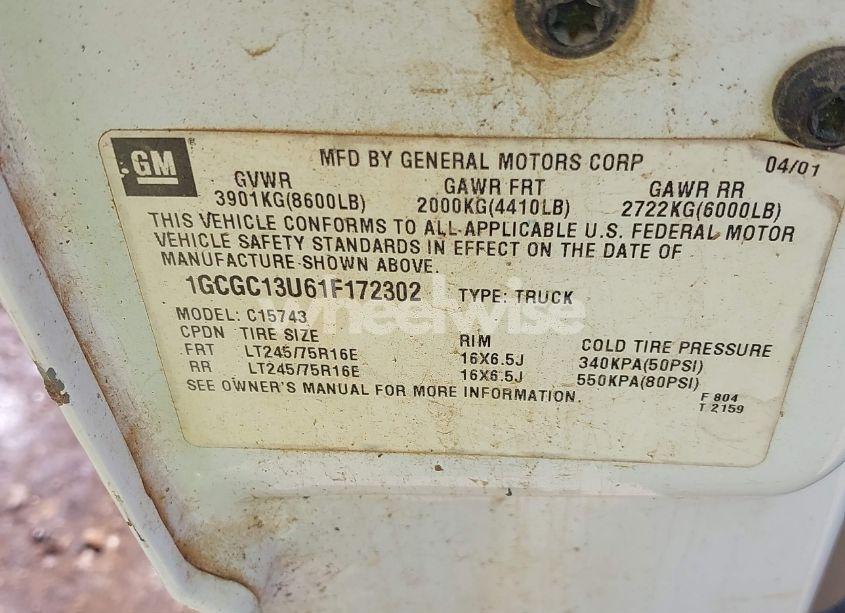 GM
MFD BY GENERAL MOTORS CORP 04/01
GVWR GAWR FRT GAWR RR
3901KG(8600LB) 2000KG(4410LB) 2722KG(6000LB)
THIS VEHICLE CONFORMS TO ALL APPLICABLE U.S. FEDERAL MOTOR
VEHICLE SAFETY STANDARDS IN EFFECT ON THE DATE OF
MANUFACTURE SHOWN ABOVE.
1GCGC13U61F172302 TYPE: TRUCK
MODEL: C15743
CPDN TIRE SIZE RIM COLD TIRE PRESSURE
FRT LT245/75R16E 16X6.5J 340KPA(50PSI)
RR LT245/75R16E 16X6.5J 550KPA(80PSI)
SEE OWNER'S MANUAL FOR MORE INFORMATION.
F 804
T 2159
wheelwise